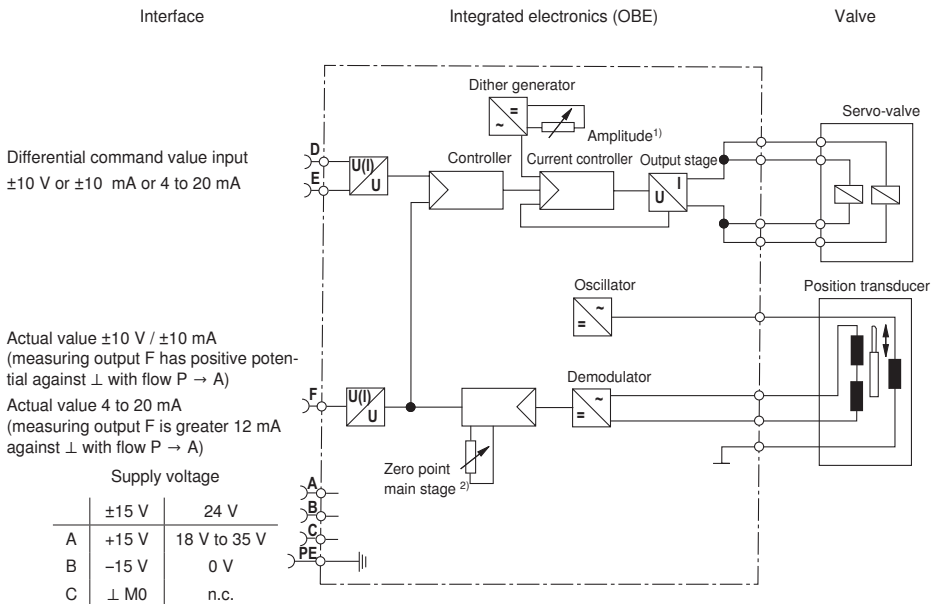 Interface
Integrated electronics (OBE)
Valve
Dither generator
=
~
Amplitude1)
Servo-valve
Differential command value input
±10 V or ±10 mA or 4 to 20 mA
D
E
U(I)
U
Controller
Current controller
Output stage
I
U
Oscillator
~
=
Position transducer
Actual value ±10 V / ±10 mA
(measuring output F has positive poten-
tial against ⊥ with flow P → A)
Actual value 4 to 20 mA
(measuring output F is greater 12 mA
against ⊥ with flow P → A)
F
U(I)
U
Demodulator
~
=
Zero point
main stage 2)
Supply voltage
±15 V 24 V
A +15 V 18 V to 35 V
B –15 V 0 V
C ⊥ M0 n.c.
A
B
C
PE